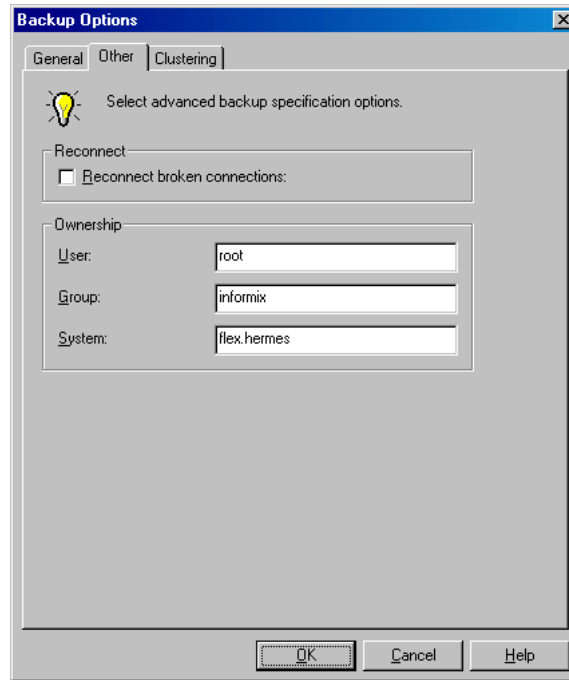 Backup Options
General Other Clustering
Select advanced backup specification options.
Reconnect
Reconnect broken connections:
Ownership
User: root
Group: informix
System: flex.hermes
OK Cancel Help